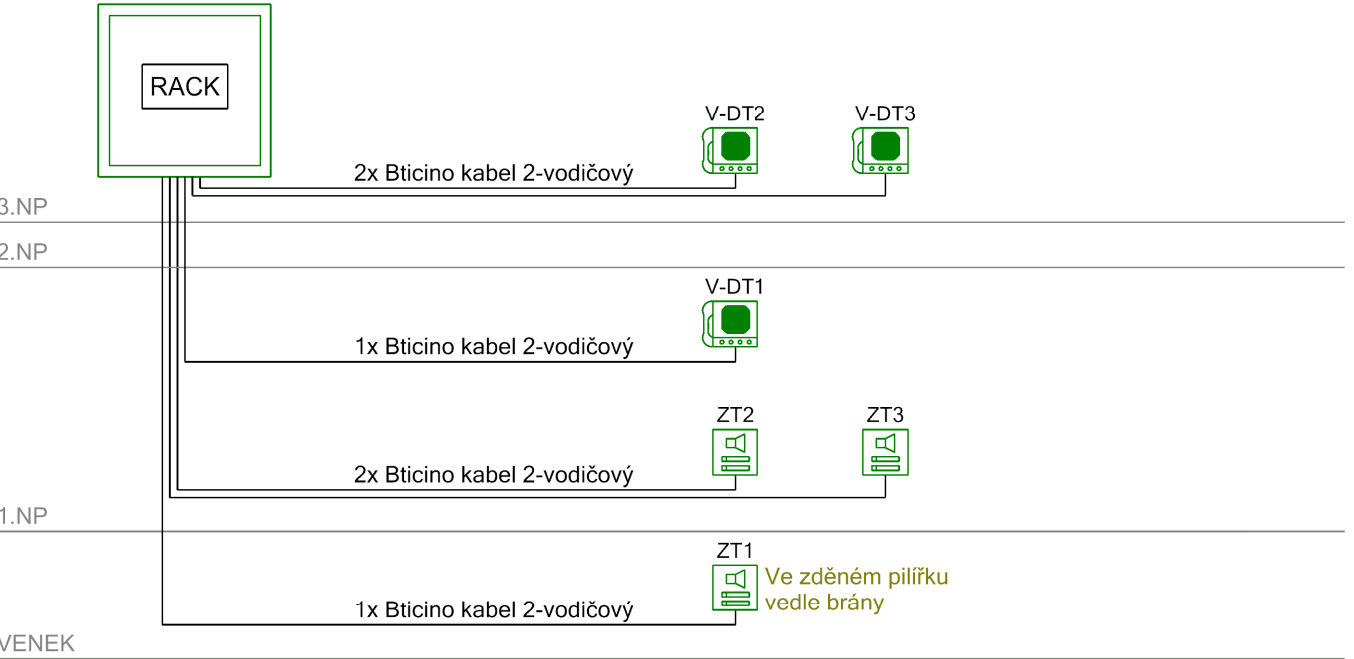 RACK
V-DT2
V-DT3
2x Bticino kabel 2-vodičový
3.NP
2.NP
V-DT1
1x Bticino kabel 2-vodičový
ZT2
ZT3
2x Bticino kabel 2-vodičový
1.NP
ZT1
Ve zděném pilířku
vedle brány
1x Bticino kabel 2-vodičový
VENEK